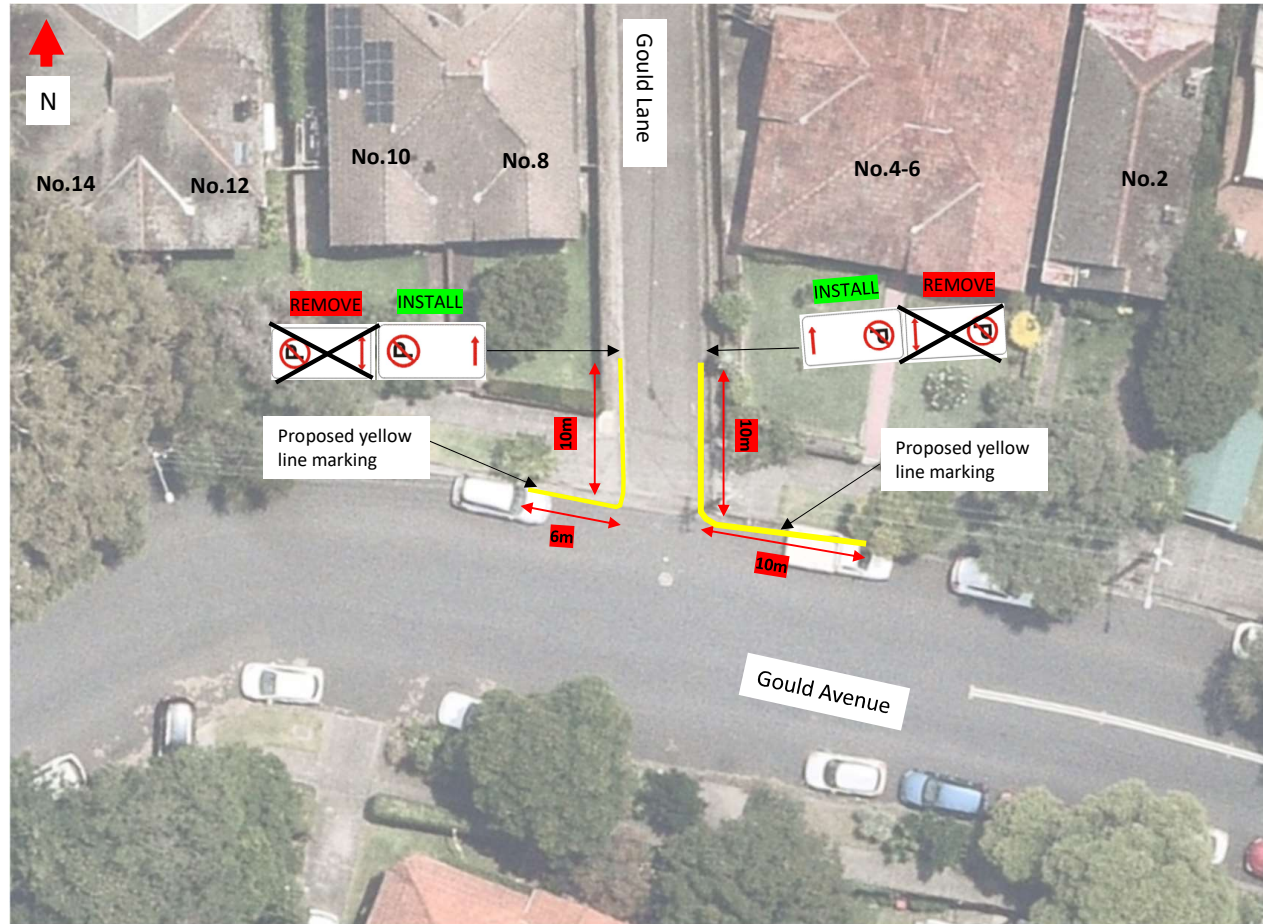 N
Gould Lane
No.14
No.12
No.10
No.8
No.4-6
No.2
REMOVE
INSTALL
INSTALL
REMOVE
P
P
P
P
10m
10m
Proposed yellow
line marking
Proposed yellow
line marking
6m
10m
Gould Avenue